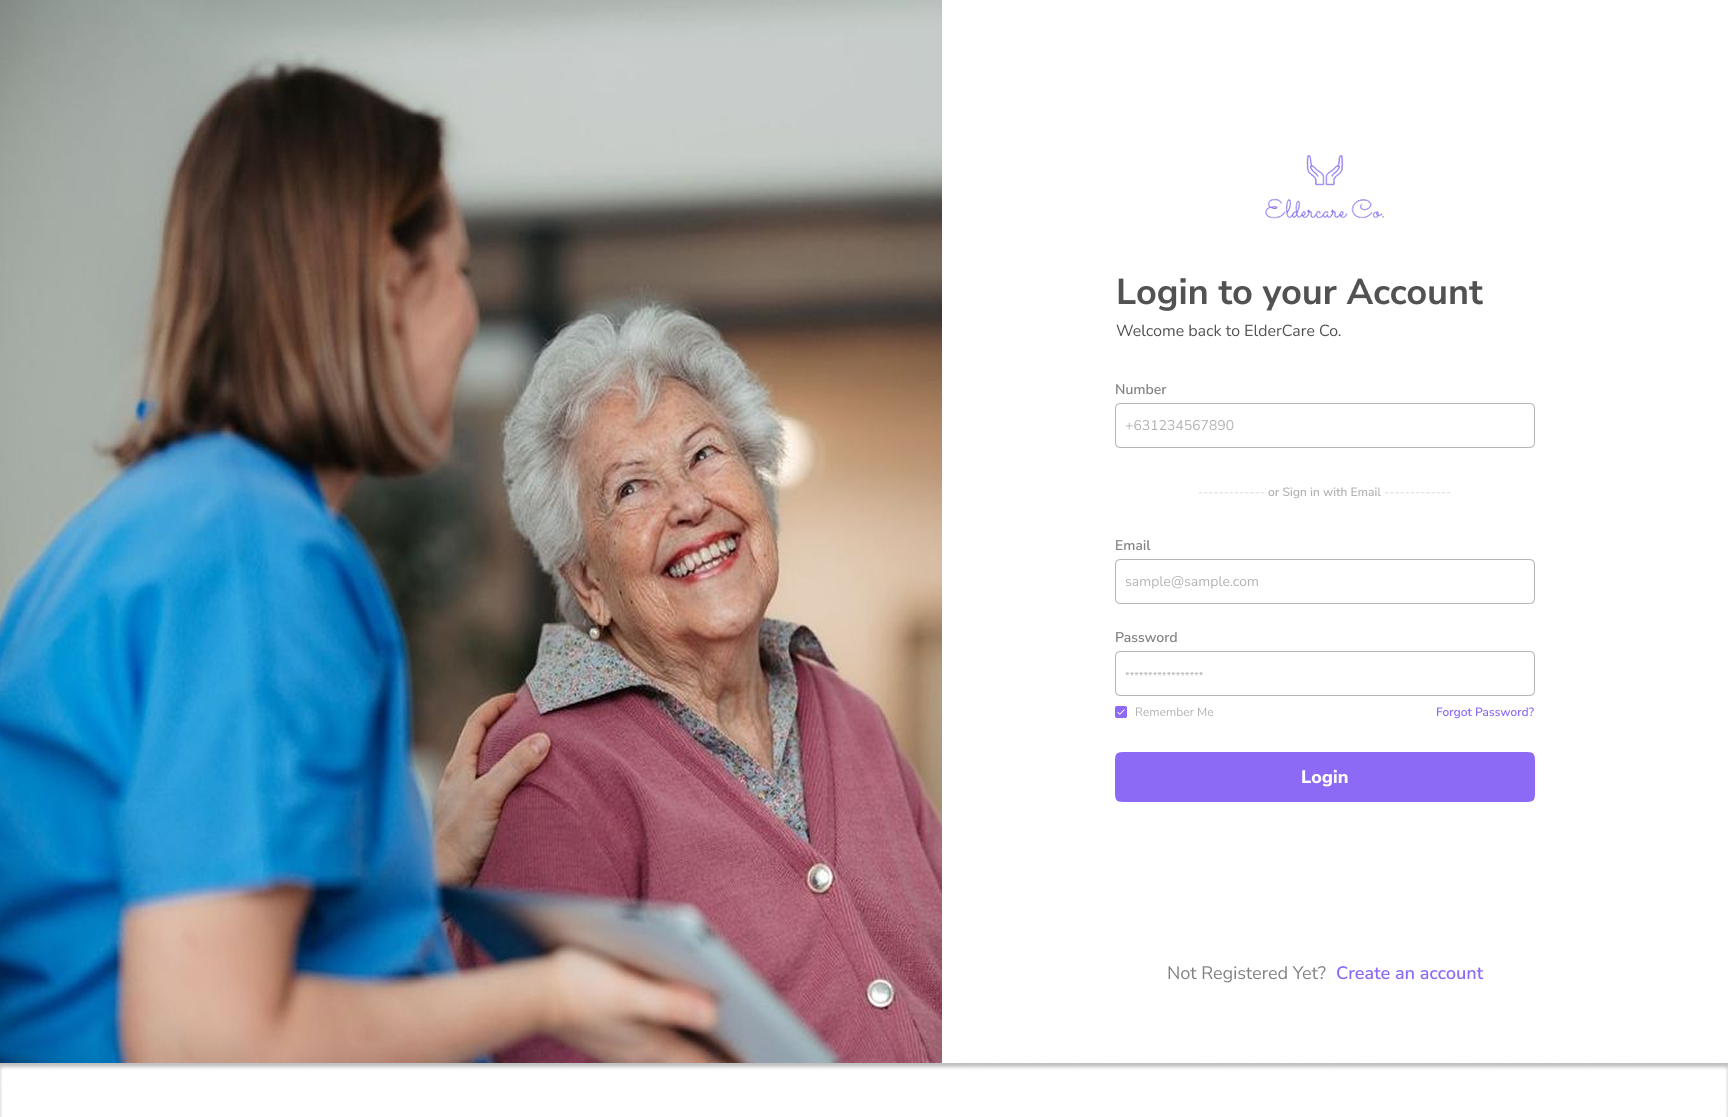 Eldercare Co.
Login to your Account
Welcome back to ElderCare Co.
Number
+631234567890
------------- or Sign in with Email -------------
Email
sample@sample.com
Password
*****************
Remember Me
Forgot Password?
Login
Not Registered Yet? Create an account